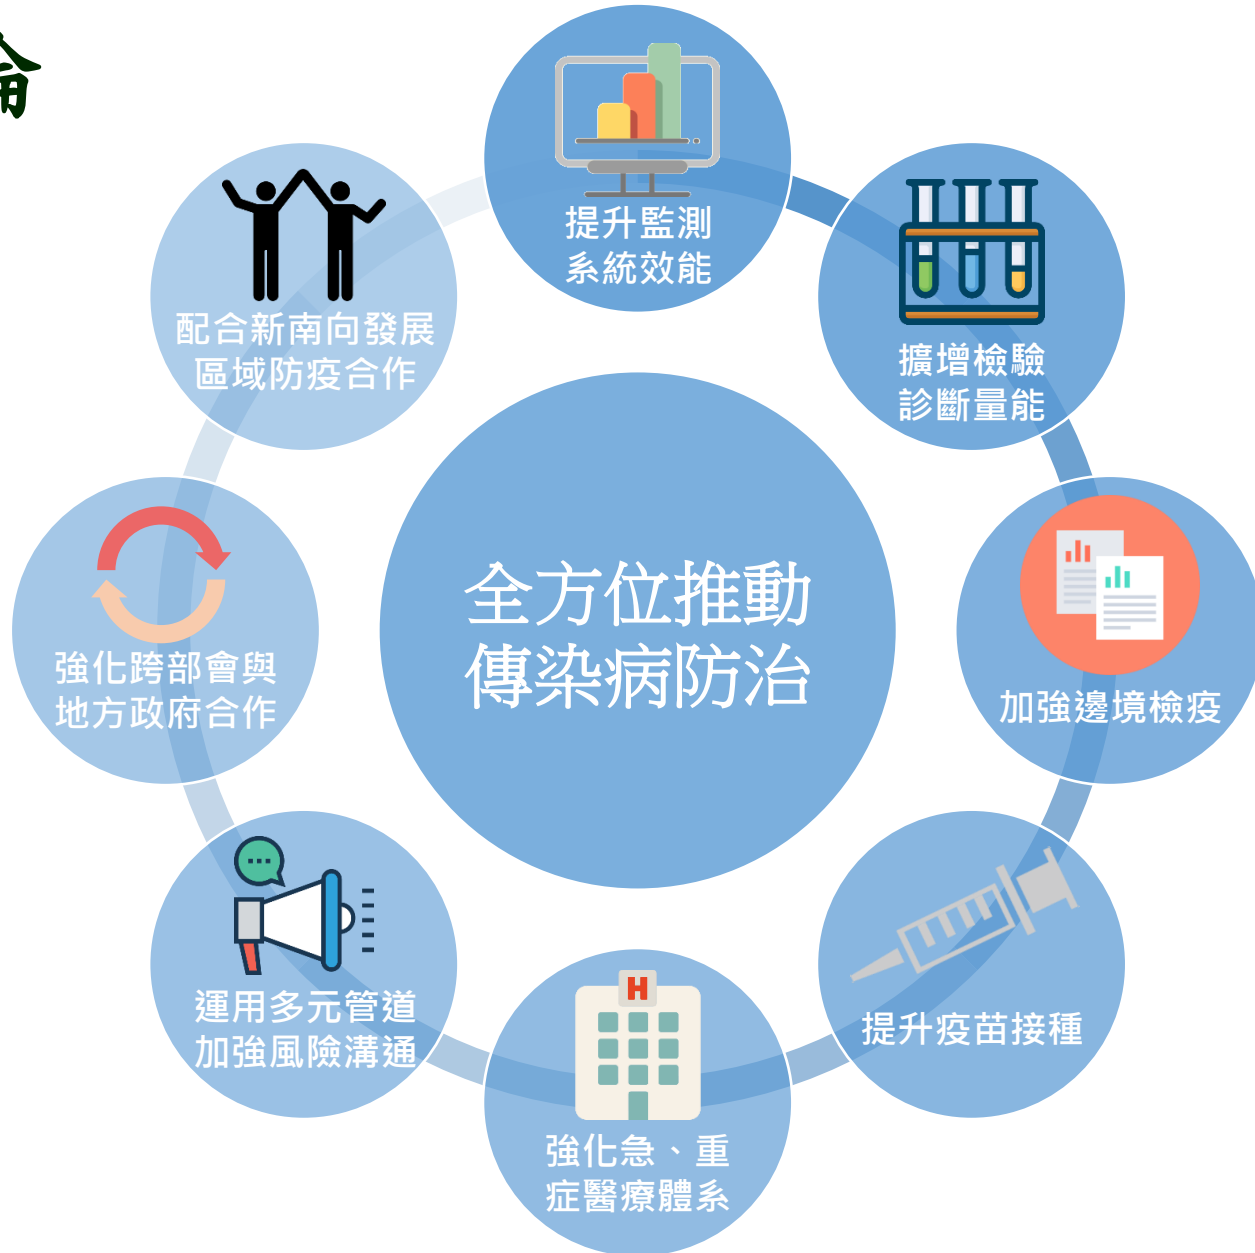 論
提升監測
系統效能
擴增檢驗
診斷量能
加強邊境檢疫
提升疫苗接種
H
強化急、重
症醫療體系
運用多元管道
加強風險溝通
強化跨部會與
地方政府合作
配合新南向發展
區域防疫合作
全方位推動
傳染病防治